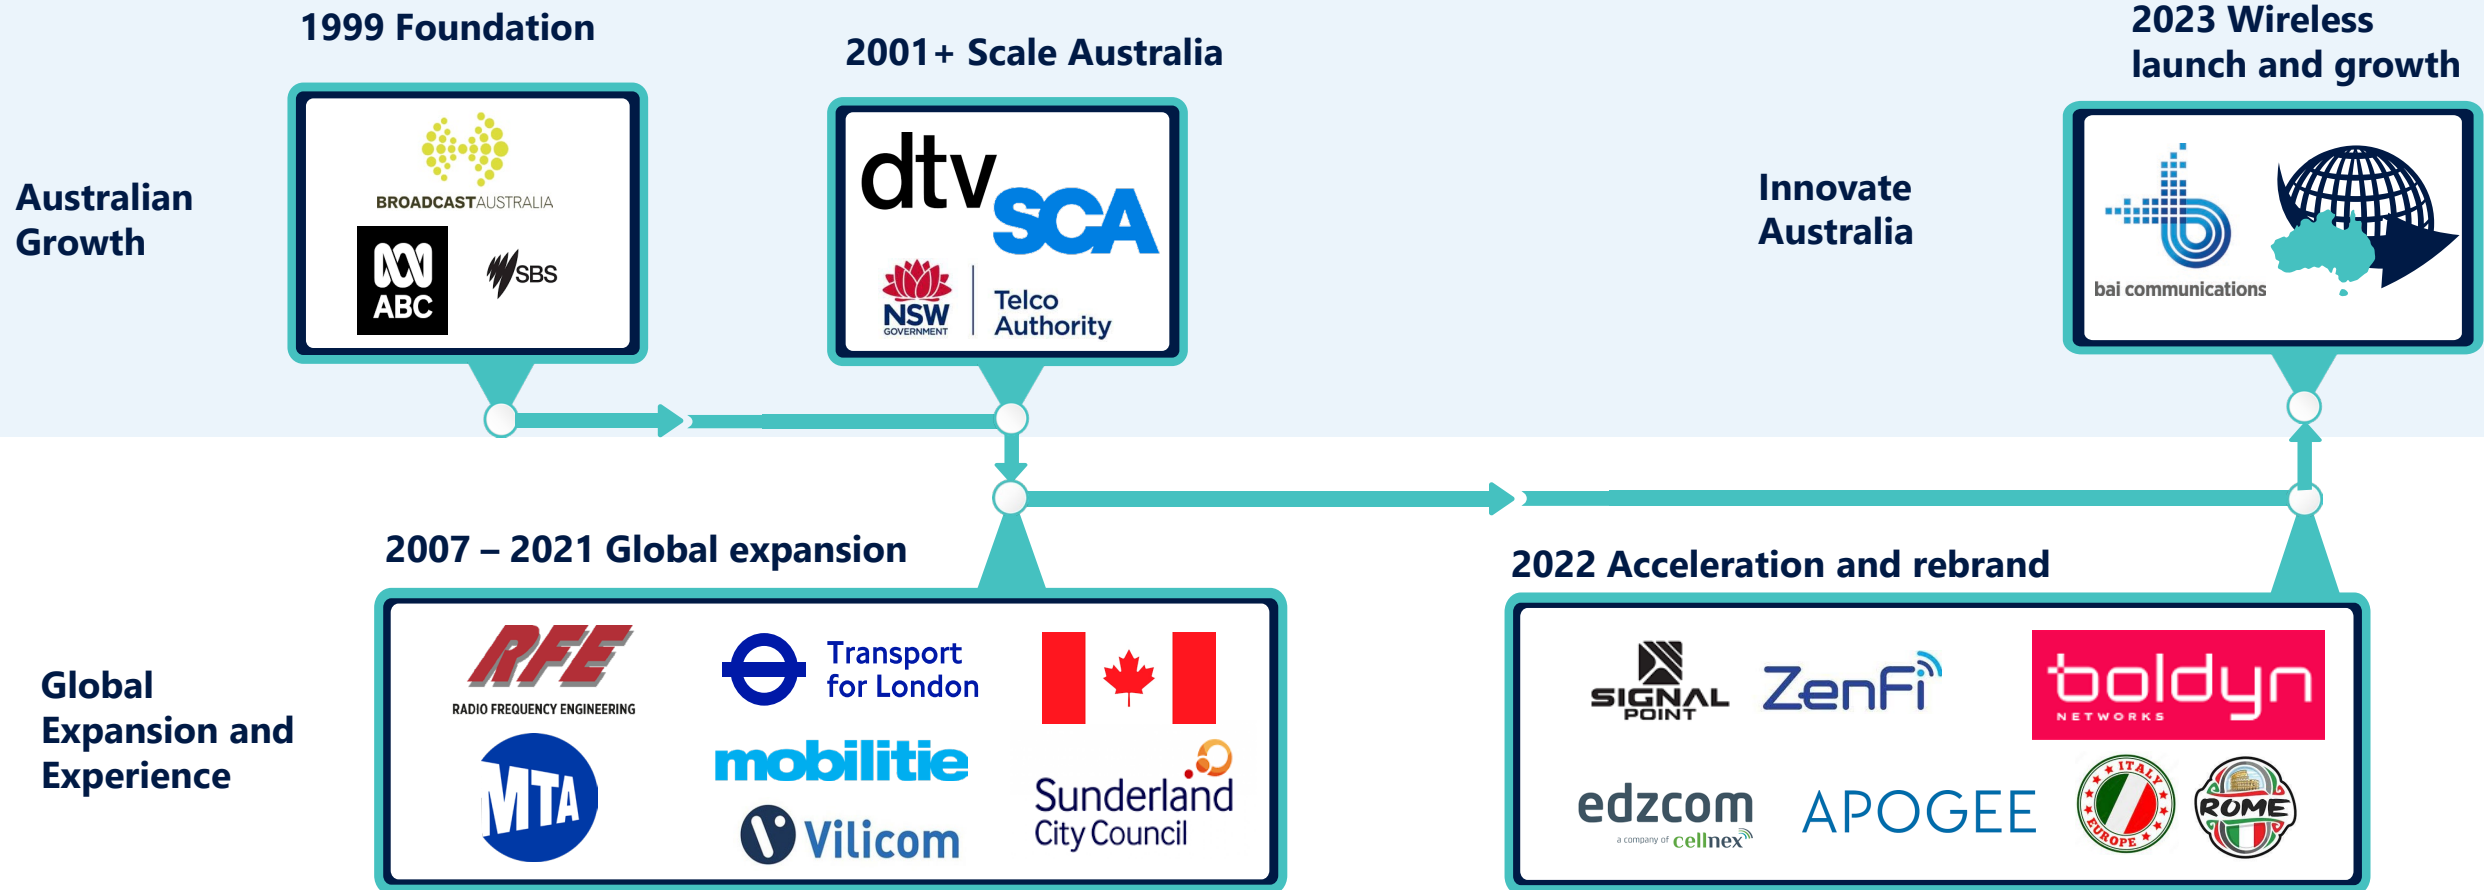 1999 Foundation
2001+ Scale Australia
2023 Wireless
launch and growth
Australian
Growth
BROADCASTAUSTRALIA
ABC
SBS
dtv
SCA
NSW
GOVERNMENT
Telco
Authority
Innovate
Australia
bai communications
2007 – 2021 Global expansion
2022 Acceleration and rebrand
Global
Expansion and
Experience
RFE
RADIO FREQUENCY ENGINEERING
Transport
for London
MTA
mobilitie
Vilicom
Sunderland
City Council
SIGNAL
POINT
ZenFi
boldyn
NETWORKS
edzcom
a company of cellnex
APOGEE
ITALY
EUROPE
ROME